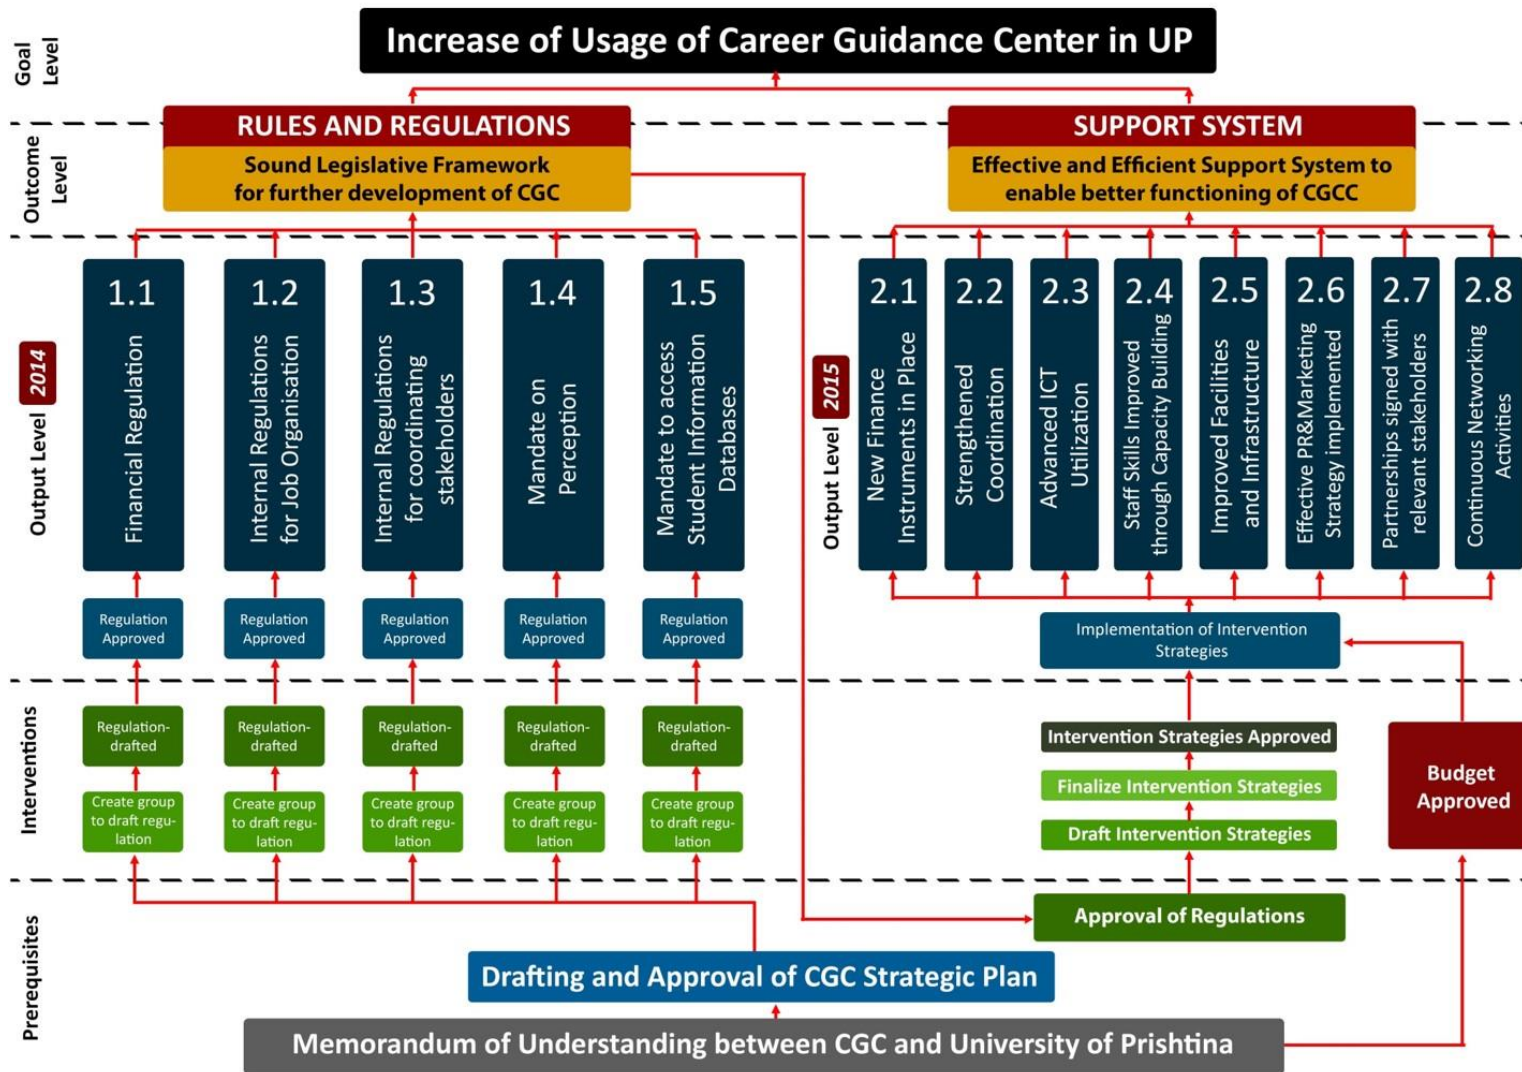 Goal
Level
Increase of Usage of Career Guidance Center in UP
Outcome
Level
RULES AND REGULATIONS
Sound Legislative Framework
for further development of CGC
SUPPORT SYSTEM
Effective and Efficient Support System to
enable better functioning of CGCC
Output Level 2014
1.1
Financial Regulation
1.2
Internal Regulations
for Job Organisation
1.3
Internal Regulations
for coordinating
stakeholders
1.4
Mandate on
Perception
1.5
Mandate to access
Student Information
Databases
Output Level 2015
2.1
New Finance
Instruments in Place
2.2
Strengthened
Coordination
2.3
Advanced ICT
Utilization
2.4
Staff Skills Improved
through Capacity Building
2.5
Improved Facilities
and Infrastructure
2.6
Effective PR&Marketing
Strategy implemented
2.7
Partnerships signed with
relevant stakeholders
2.8
Continuous Networking
Activities
Regulation
Approved
Regulation
Approved
Regulation
Approved
Regulation
Approved
Regulation
Approved
Implementation of Intervention
Strategies
Interventions
Regulation-
drafted
Regulation-
drafted
Regulation-
drafted
Regulation-
drafted
Regulation-
drafted
Create group
to draft regu-
lation
Create group
to draft regu-
lation
Create group
to draft regu-
lation
Create group
to draft regu-
lation
Create group
to draft regu-
lation
Intervention Strategies Approved
Finalize Intervention Strategies
Draft Intervention Strategies
Budget
Approved
Prerequisites
Approval of Regulations
Drafting and Approval of CGC Strategic Plan
Memorandum of Understanding between CGC and University of Prishtina